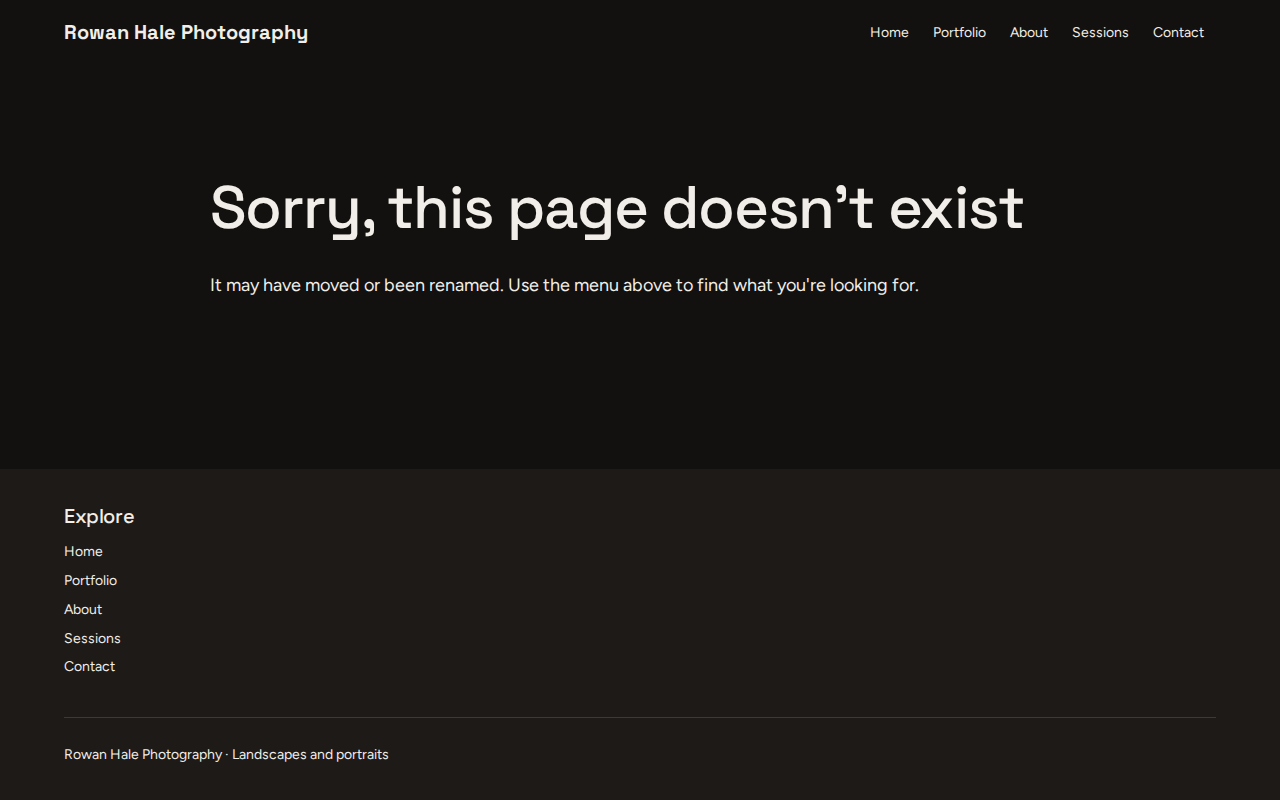 Rowan Hale Photography
Home Portfolio About Sessions Contact
Sorry, this page doesn’t exist
It may have moved or been renamed. Use the menu above to find what you're looking for.
Explore
Home
Portfolio
About
Sessions
Contact
Rowan Hale Photography · Landscapes and portraits